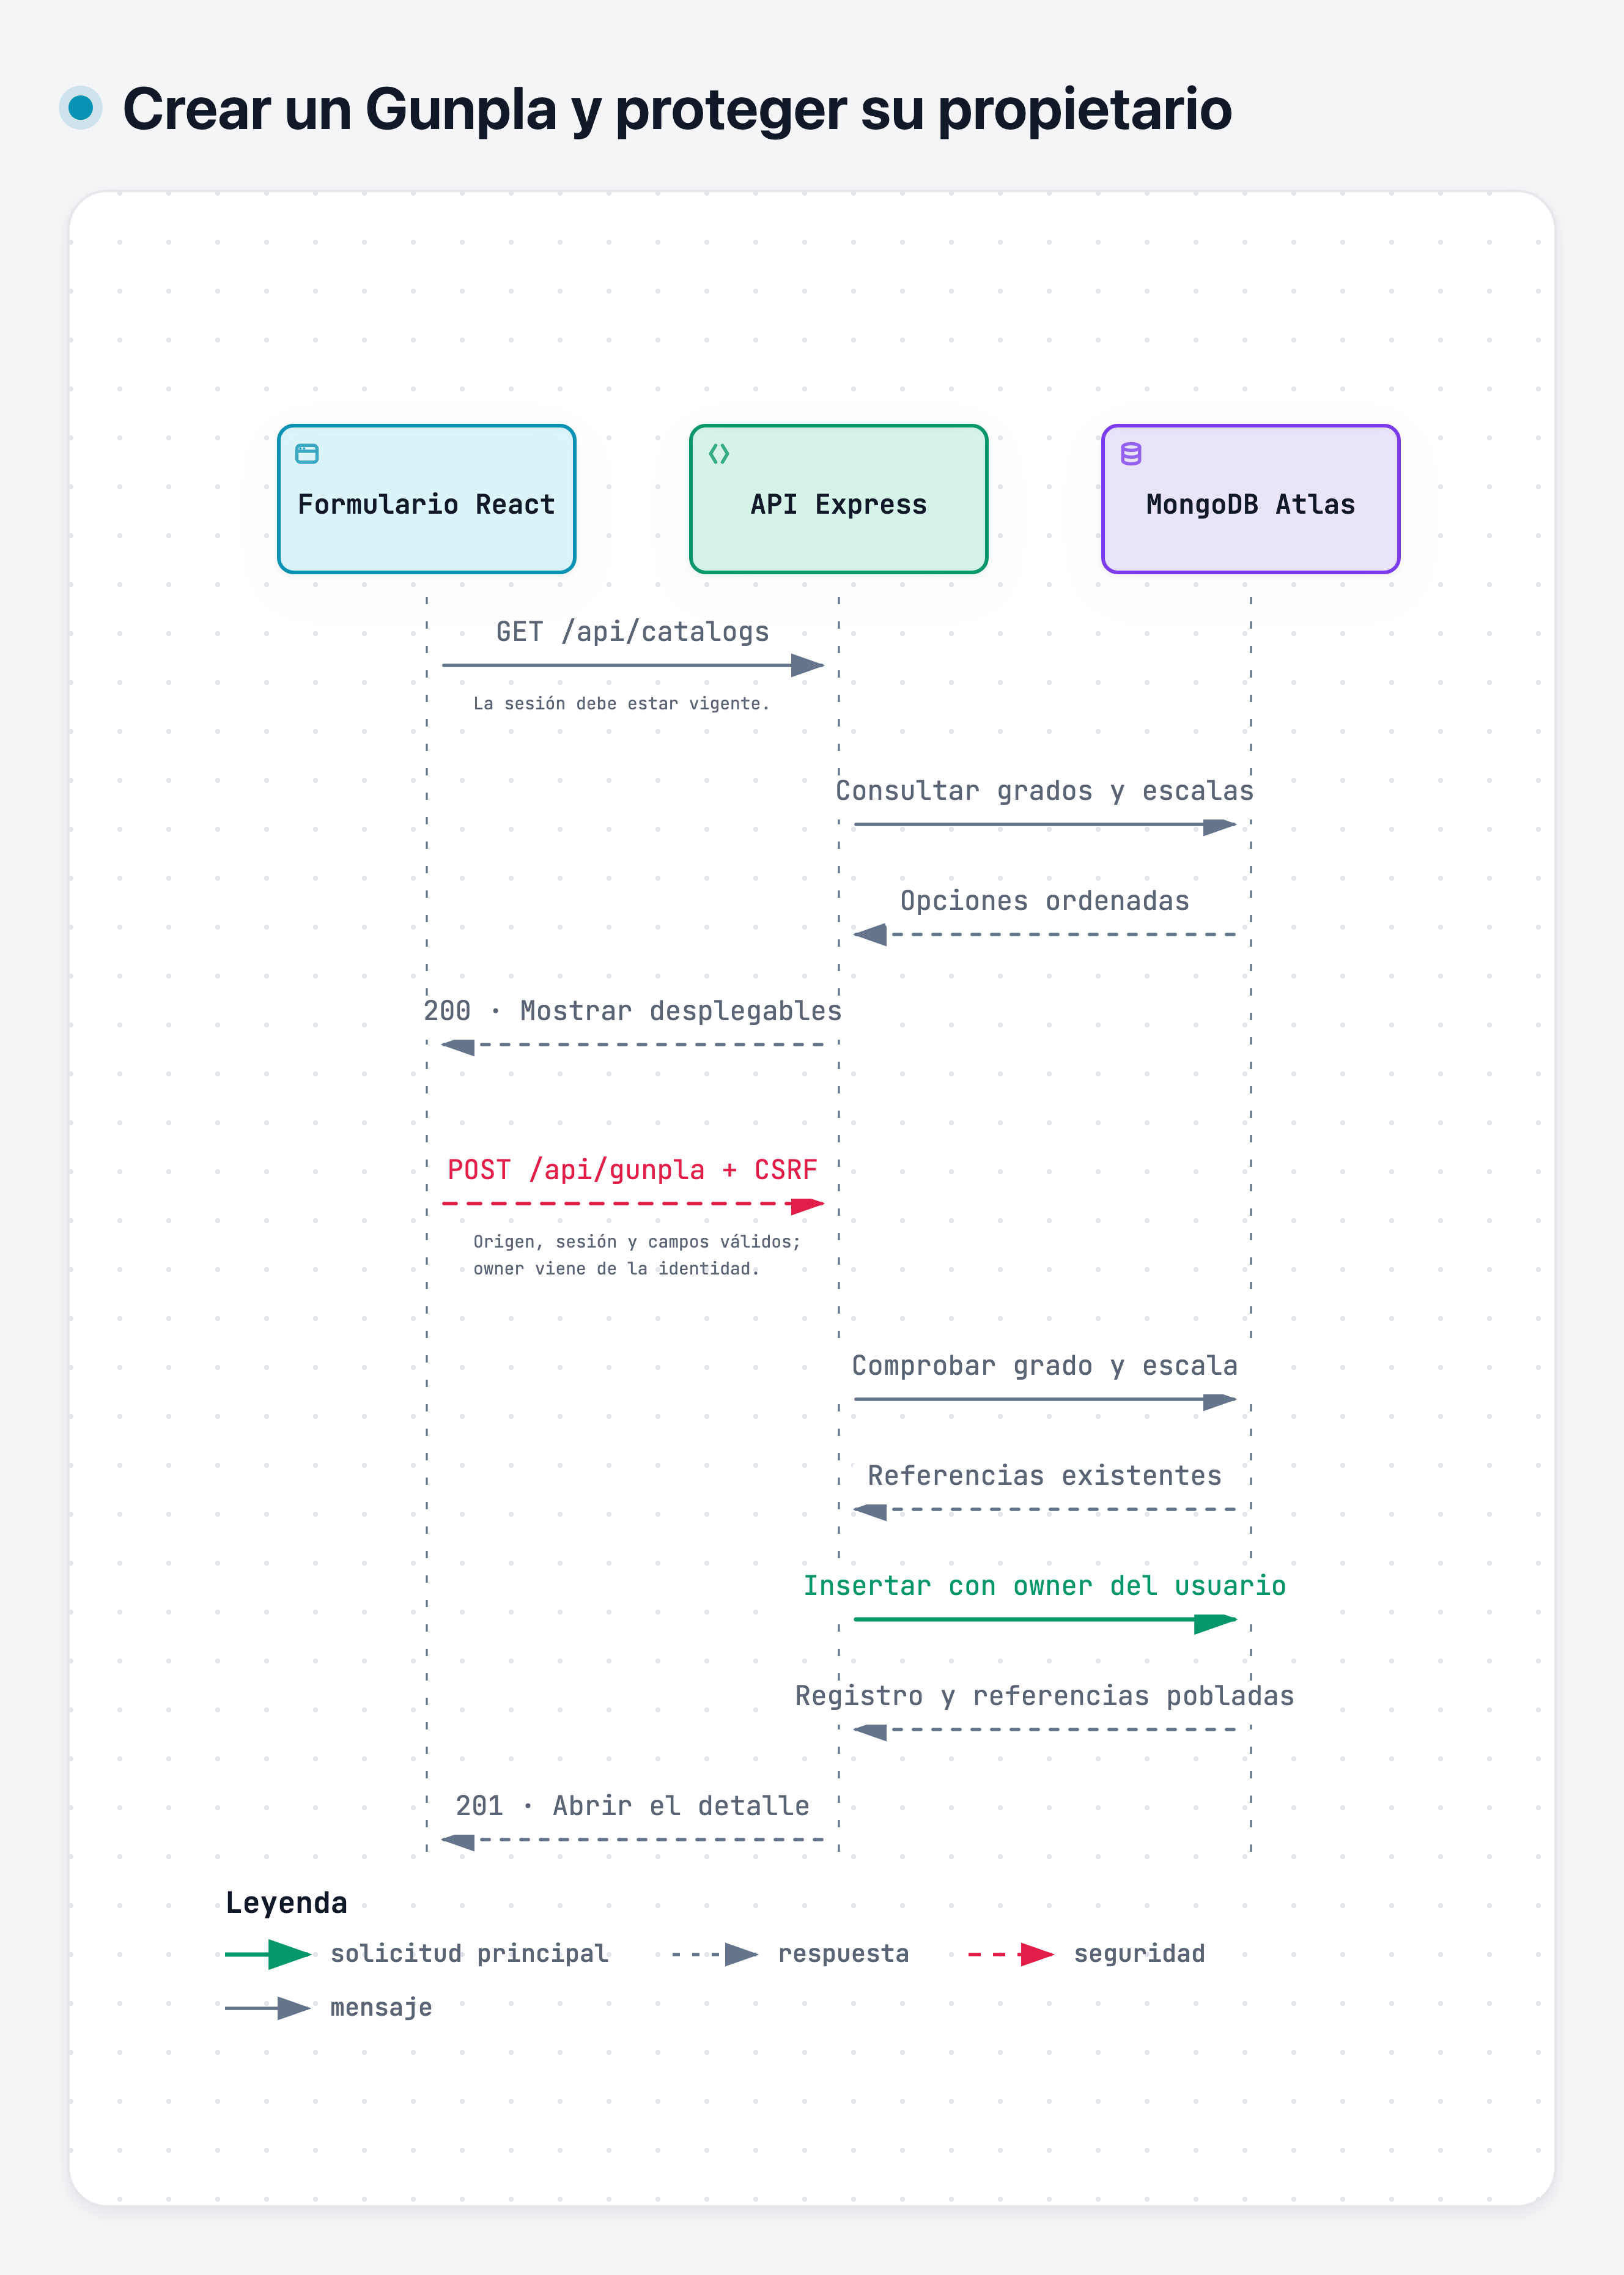 Crear un Gunpla y proteger su propietario
Formulario React
API Express
MongoDB Atlas
GET /api/catalogs
La sesión debe estar vigente.
Consultar grados y escalas
Opciones ordenadas
200 · Mostrar desplegables
POST /api/gunpla + CSRF
Origen, sesión y campos válidos;
owner viene de la identidad.
Comprobar grado y escala
Referencias existentes
Insertar con owner del usuario
Registro y referencias pobladas
201 · Abrir el detalle
Leyenda
solicitud principal
respuesta
seguridad
mensaje